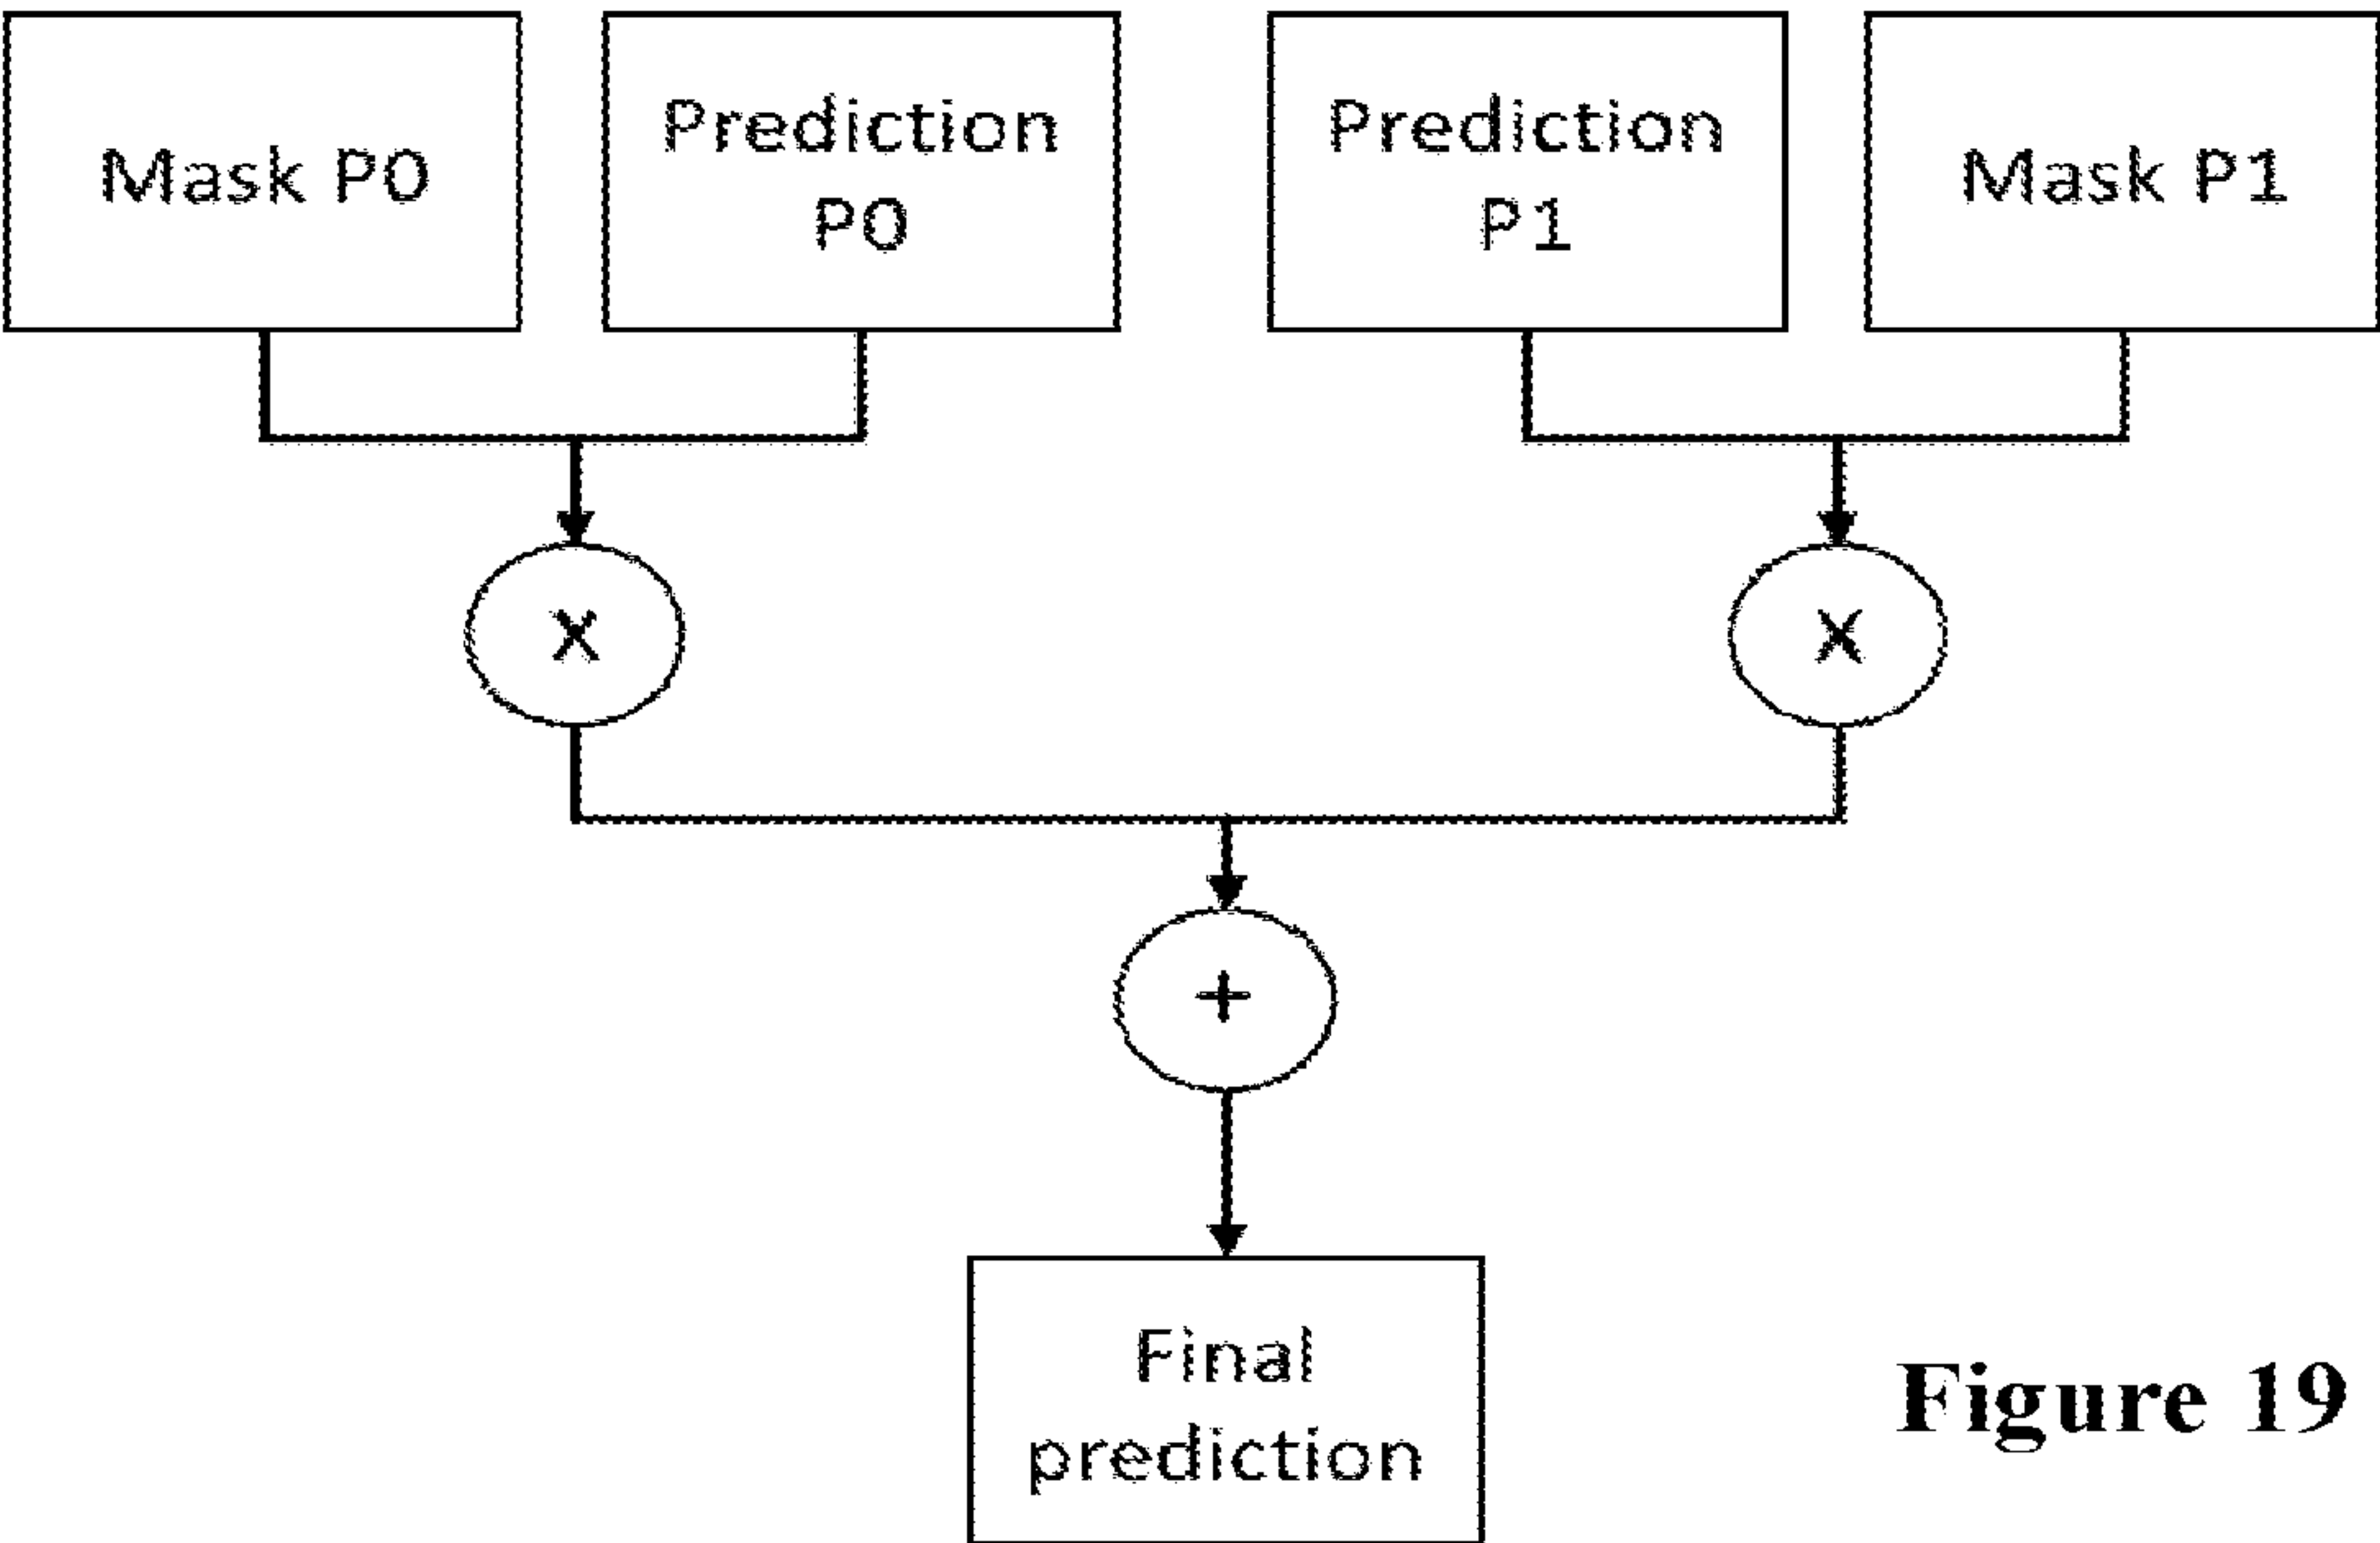 Mask P0
Prediction
P0
Prediction
P1
Mask P1
x
x
+
Final
prediction
Figure 19